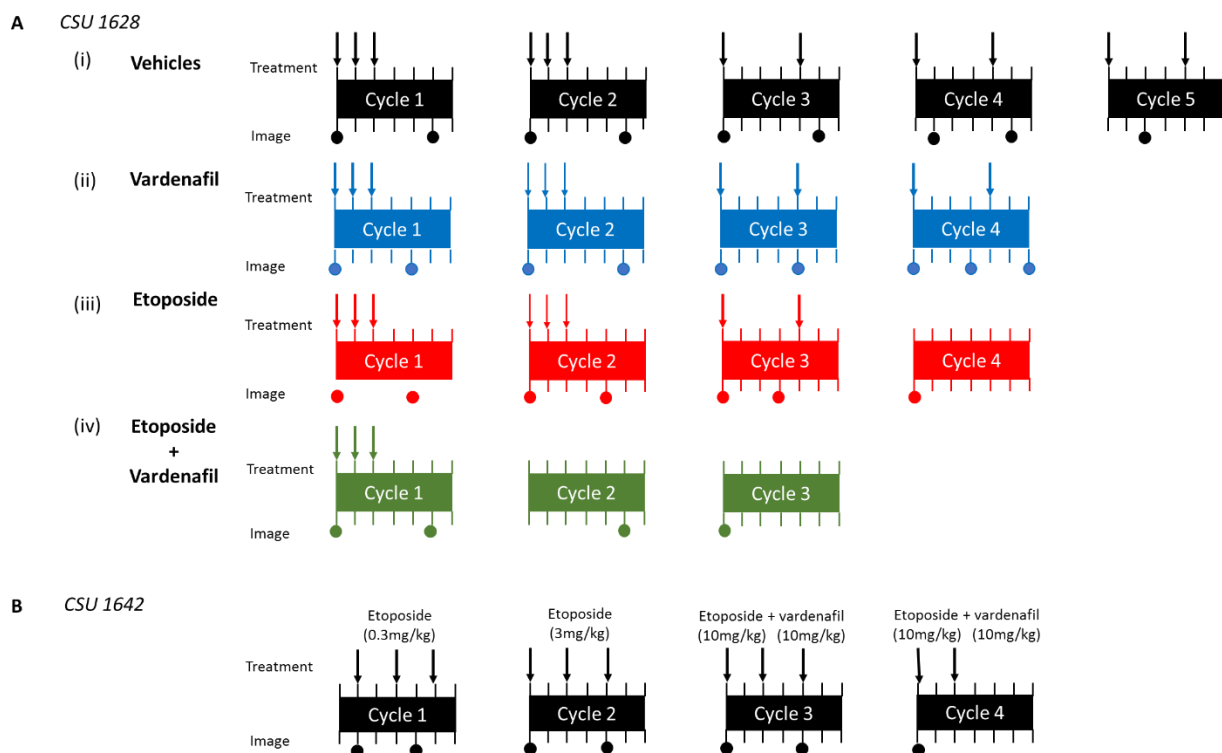 A CSU 1628
(i) Vehicles
Treatment
Cycle 1 Cycle 2 Cycle 3 Cycle 4 Cycle 5
Image
(ii) Vardenafil
Treatment
Cycle 1 Cycle 2 Cycle 3 Cycle 4
Image
(iii) Etoposide
Treatment
Cycle 1 Cycle 2 Cycle 3 Cycle 4
Image
(iv) Etoposide
+
Vardenafil
Treatment
Cycle 1 Cycle 2 Cycle 3
Image
B CSU 1642
Etoposide Etoposide Etoposide + vardenafil Etoposide + vardenafil
(0.3mg/kg) (3mg/kg) (10mg/kg) (10mg/kg) (10mg/kg) (10mg/kg)
Treatment
Cycle 1 Cycle 2 Cycle 3 Cycle 4
Image